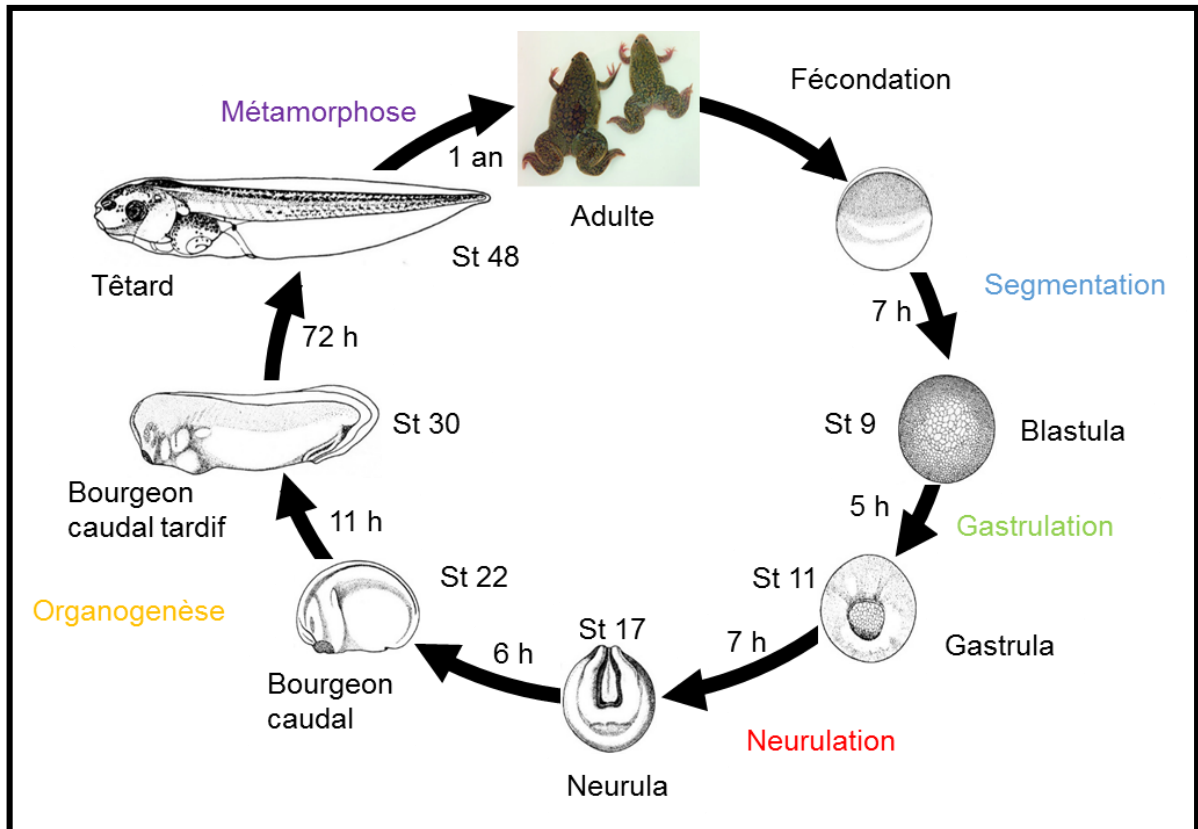 Adulte
Fécondation
Segmentation
7 h
St 9
Blastula
5 h
Gastrulation
St 11
Gastrula
7 h
Neurulation
St 17
Neurula
6 h
St 22
Bourgeon
caudal
Organogenèse
11 h
St 30
Bourgeon
caudal tardif
72 h
St 48
Têtard
1 an
Métamorphose